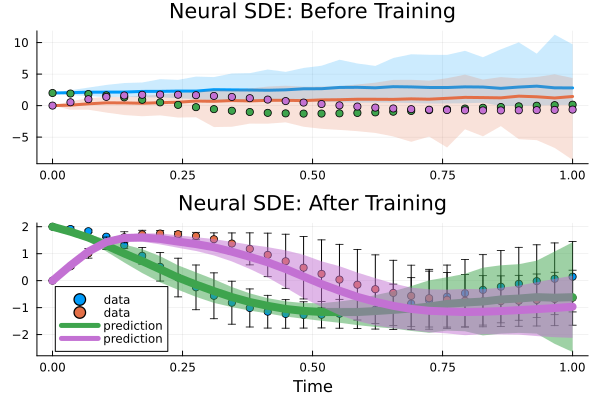 Neural SDE: Before Training
10
5
0
−5
0.00 0.25 0.50 0.75 1.00
Neural SDE: After Training
2
1
0
−1
−2
data
data
prediction
prediction
0.00 0.25 0.50 0.75 1.00
Time